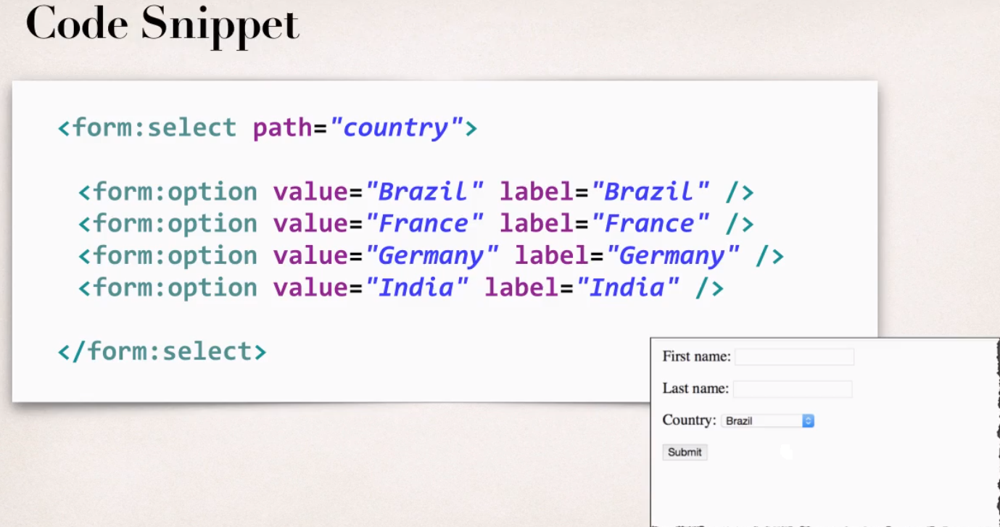 Code Snippet
<form:select path="country">
<form:option value="Brazil" label="Brazil" />
<form:option value="France" label="France" />
<form:option value="Germany" label="Germany" />
<form:option value="India" label="India" />
</form:select>
First name:
Last name:
Country: Brazil
Submit